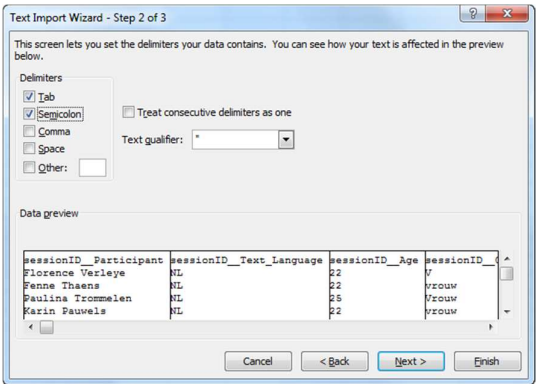 Text Import Wizard - Step 2 of 3
This screen lets you set the delimiters your data contains. You can see how your text is affected in the preview
below.
Delimiters
Tab
Semicolon
Comma
Space
Other:
Treat consecutive delimiters as one
Text qualifier: "
Data preview
sessionID__Participant sessionID__Text_Language sessionID__Age
Florence Verleye NL 22 V
Fenne Thaens NL 22 vrouw
Paulina Trommelen NL 25 Vrouw
Karin Pauwels NL 22 vrouw
Cancel < Back Next > Finish